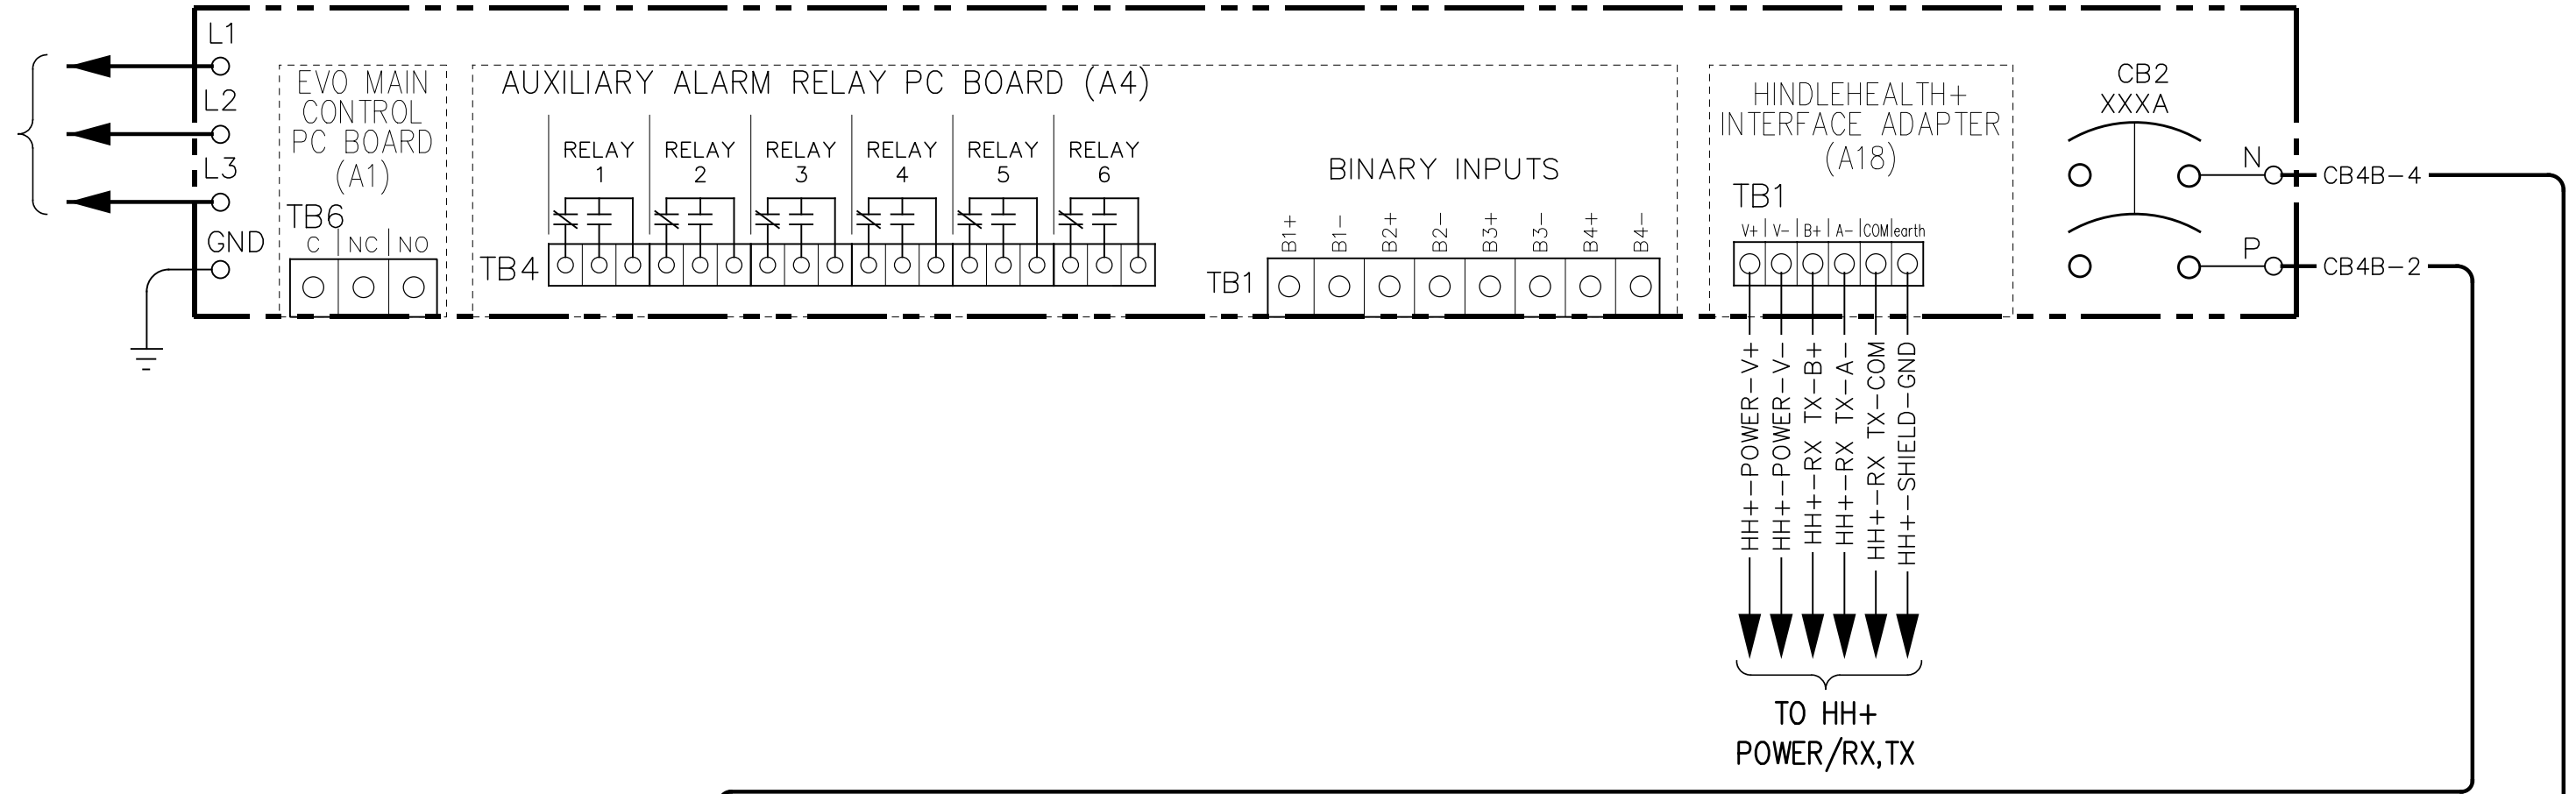 L1
L2
L3
GND
EVO MAIN
CONTROL
PC BOARD
(A1)
TB6
C NC NO
AUXILIARY ALARM RELAY PC BOARD (A4)
RELAY
1
RELAY
2
RELAY
3
RELAY
4
RELAY
5
RELAY
6
TB4
BINARY INPUTS
B1+
B1-
B2+
B2-
B3+
B3-
B4+
B4-
TB1
HINDLEHEALTH+
INTERFACE ADAPTER
(A18)
TB1
V+ V- B+ A- COM earth
HH+-POWER-V+
HH+-POWER-V-
HH+-RX TX-B+
HH+-RX TX-A-
HH+-RX TX-COM
HH+-SHIELD-GND
TO HH+
POWER/RX,TX
CB2
XXXA
N
CB4B-4
P
CB4B-2